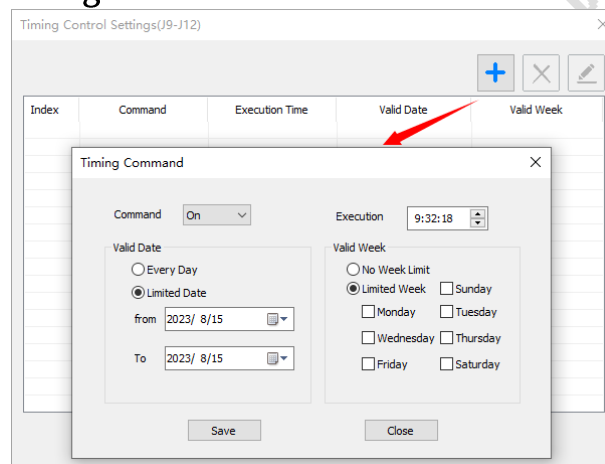 Timing Control Settings(J9-J12)
Index Command Execution Time Valid Date Valid Week
Timing Command
Command On Execution 9:32:18
Valid Date Valid Week
Every Day No Week Limit
Limited Date Limited Week Sunday
from 2023/ 8/15 Monday Tuesday
Wednesday Thursday
To 2023/ 8/15 Friday Saturday
Save Close